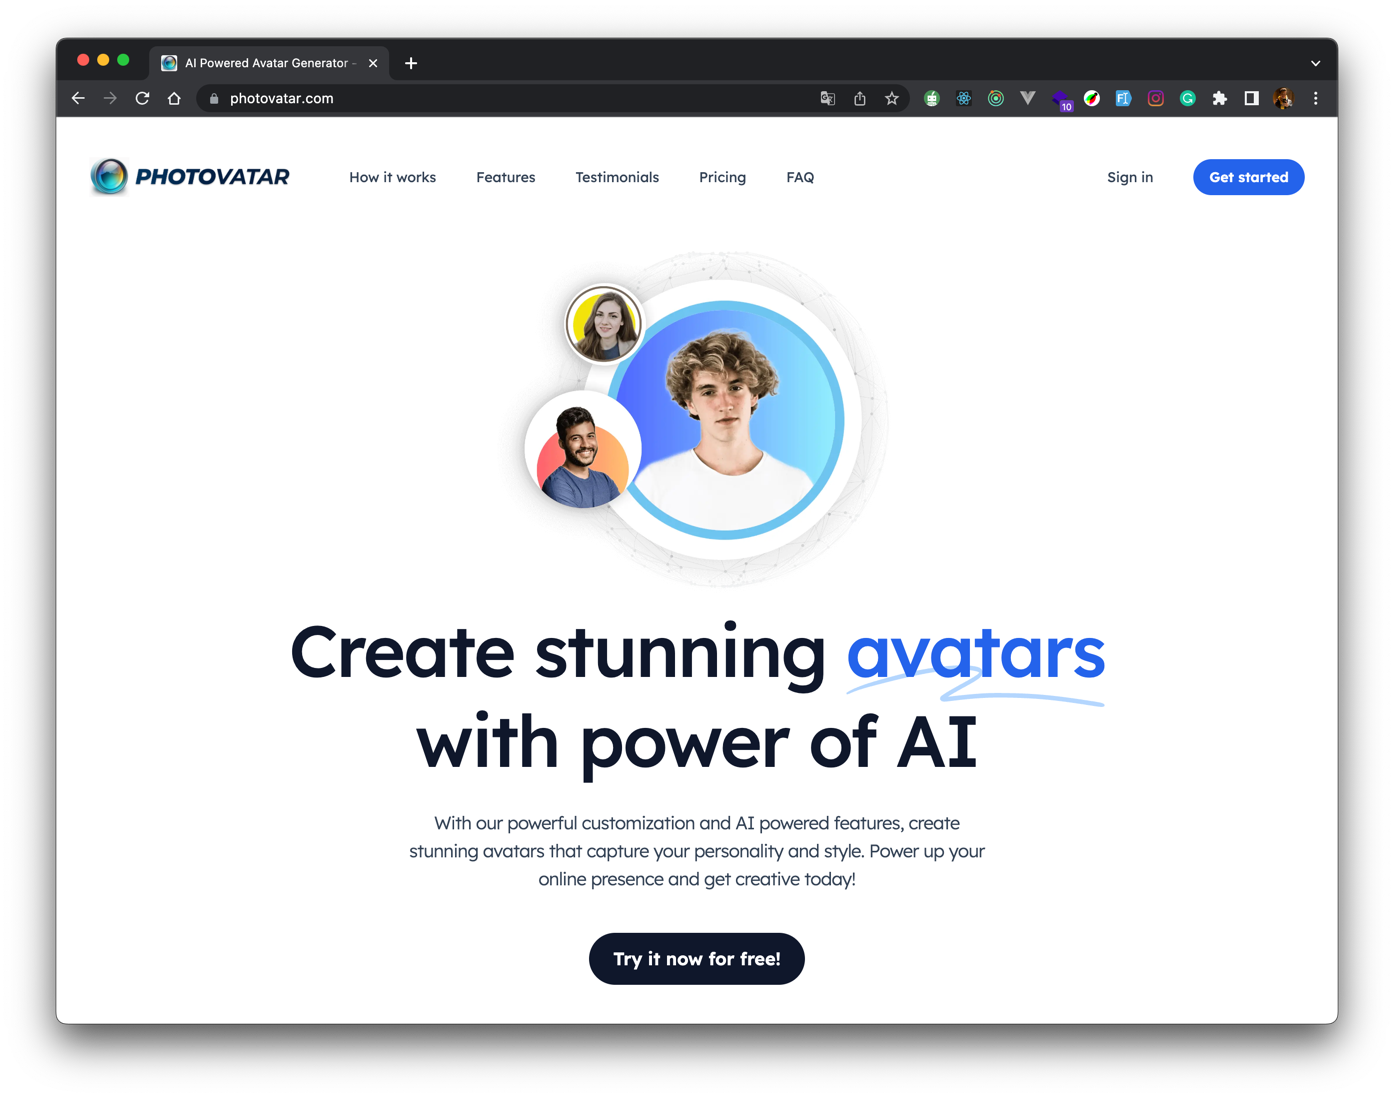 AI Powered Avatar Generator -
photovatar.com
10
PHOTOVATAR
How it works
Features
Testimonials
Pricing
FAQ
Sign in
Get started
Create stunning avatars
with power of AI
With our powerful customization and AI powered features, create
stunning avatars that capture your personality and style. Power up your
online presence and get creative today!
Try it now for free!